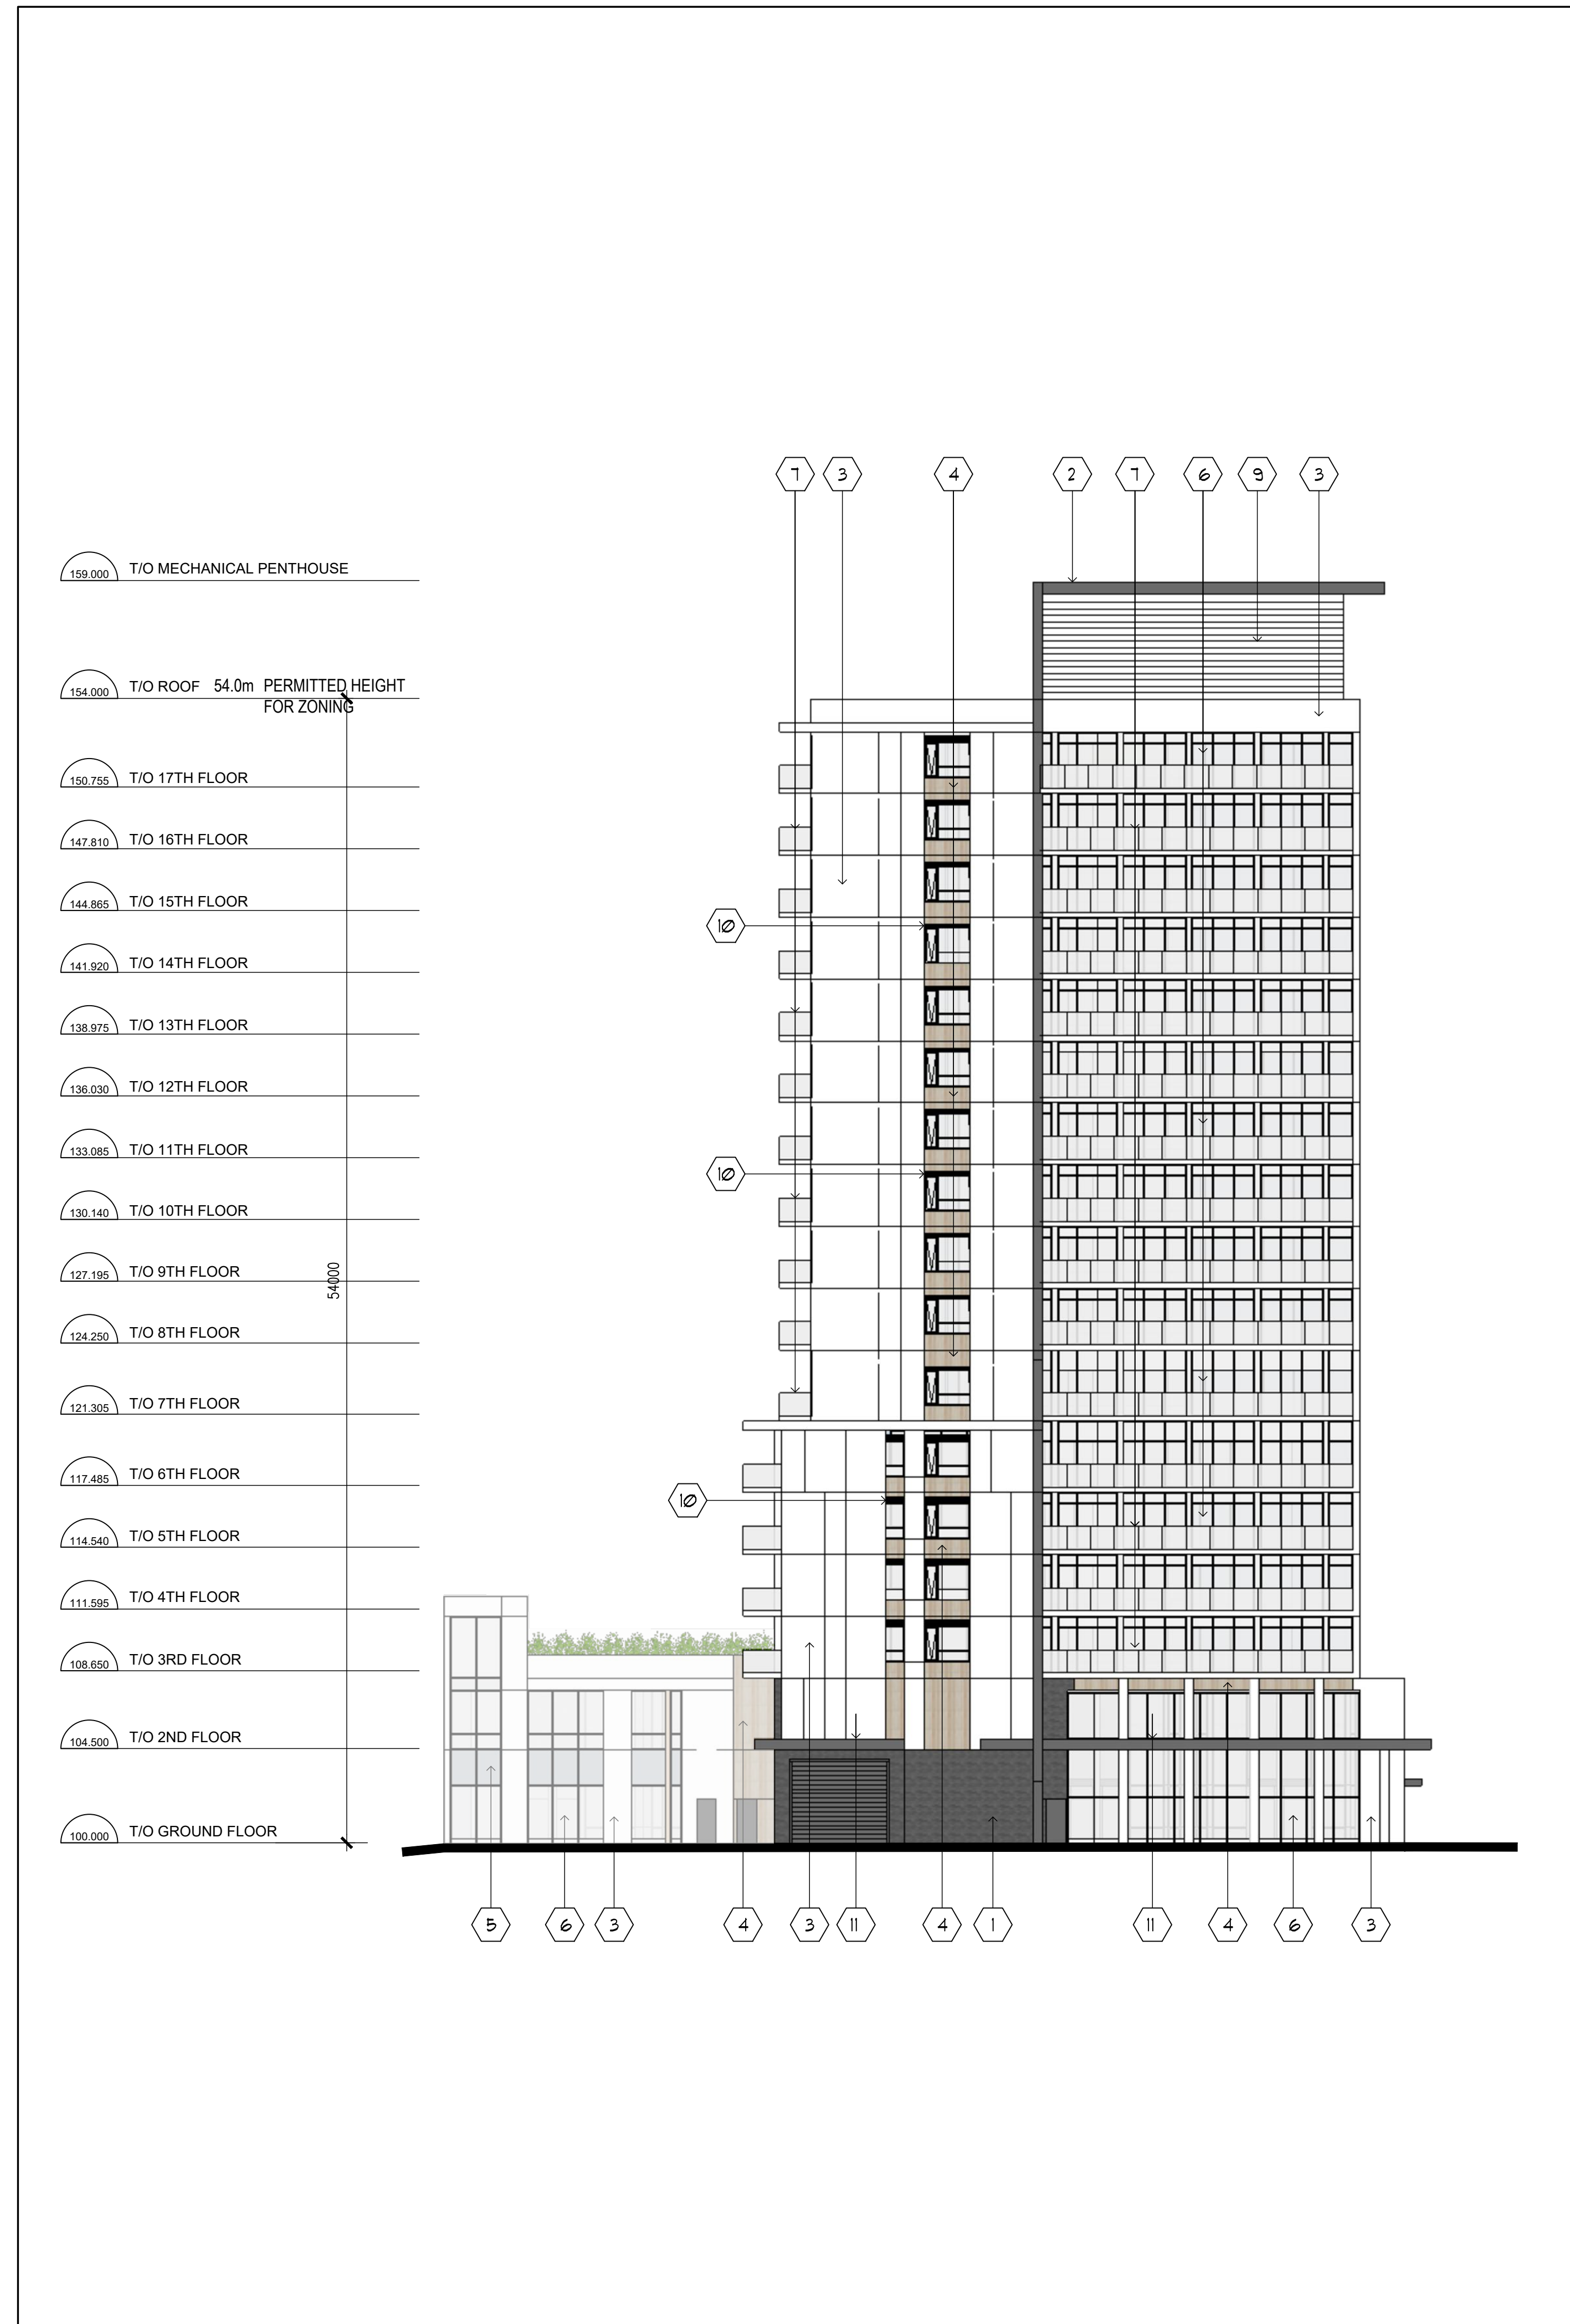 7 3 4 2 7 6 9 3
159.000 T/O MECHANICAL PENTHOUSE
154.000 T/O ROOF 54.0m PERMITTED HEIGHT
FOR ZONING
150.755 T/O 17TH FLOOR
147.810 T/O 16TH FLOOR
144.865 T/O 15TH FLOOR
10
141.920 T/O 14TH FLOOR
138.975 T/O 13TH FLOOR
136.030 T/O 12TH FLOOR
133.085 T/O 11TH FLOOR
10
130.140 T/O 10TH FLOOR
127.195 T/O 9TH FLOOR
54000
124.250 T/O 8TH FLOOR
121.305 T/O 7TH FLOOR
117.485 T/O 6TH FLOOR
10
114.540 T/O 5TH FLOOR
111.595 T/O 4TH FLOOR
108.650 T/O 3RD FLOOR
104.500 T/O 2ND FLOOR
100.000 T/O GROUND FLOOR
5 6 3 4 3 11 4 1 11 4 6 3